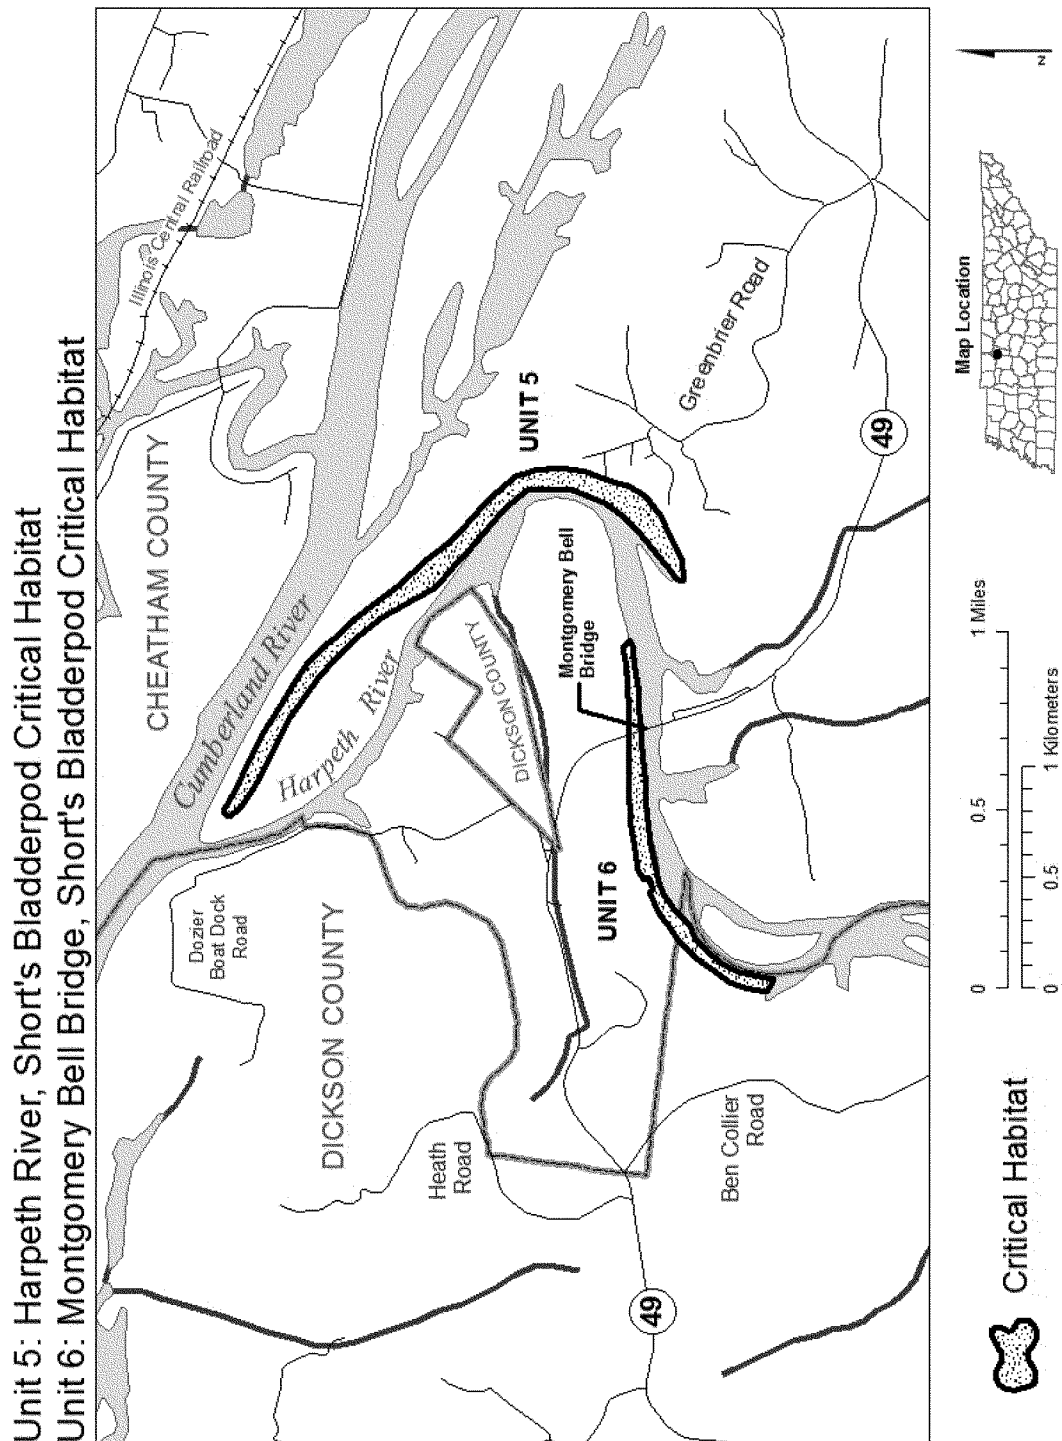 Unit 5: Harpeth River, Short's Bladderpod Critical Habitat
Unit 6: Montgomery Bell Bridge, Short's Bladderpod Critical Habitat
Illinois Central Railroad
CHEATHAM COUNTY
Cumberland River
Dozier
Boat Dock
Road
Harpeth
River
DICKSON COUNTY
DICKSON COUNTY
UNIT 5
Heath
Road
Montgomery Bell
Bridge
UNIT 6
Greenbrier Road
Ben Collier
Road
49
49
Critical Habitat
0
0.5
1 Miles
0
0.5
1 Kilometers
Map Location
N